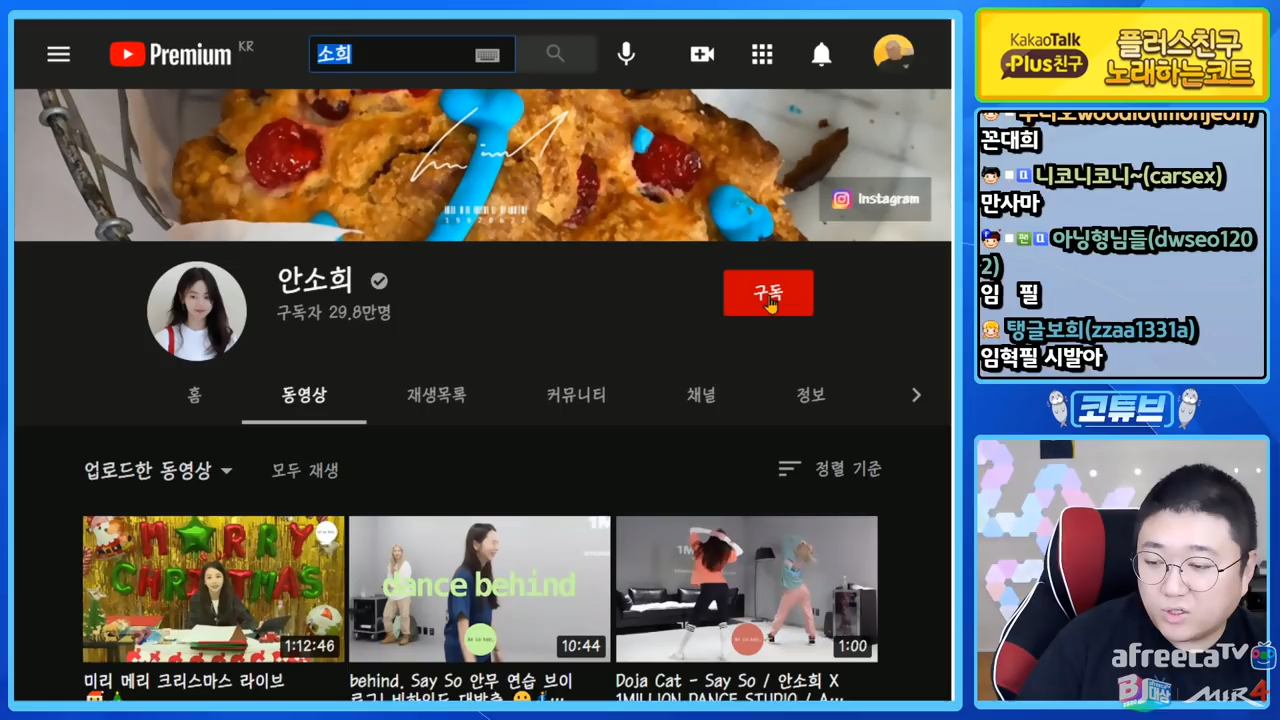 Premium KR
소희
Instagram
19920627
안소희
구독자 29.8만명
구독
홈
동영상
재생목록
커뮤니티
채널
정보
업로드한 동영상
모두 재생
정렬 기준
MERRY
CHRISTMAS
1:12:46
미리 메리 크리스마스 라이브
dance behind
10:44
behind, Say So 안무 연습 브이
1:00
Doja Cat - Say So / 안소희 X
1MILLION DANCE STUDIO / A...
KakaoTalk
Plus친구
플러스친구
노래하는코트
꼰대희
니코니코니~(carsex)
만사마
팬 아닝형님들(dwseo120
2)
임 필
탱글보희(zzaa1331a)
임혁필 시발아
코튜브
afreecaTV
BJ대상
MIR4